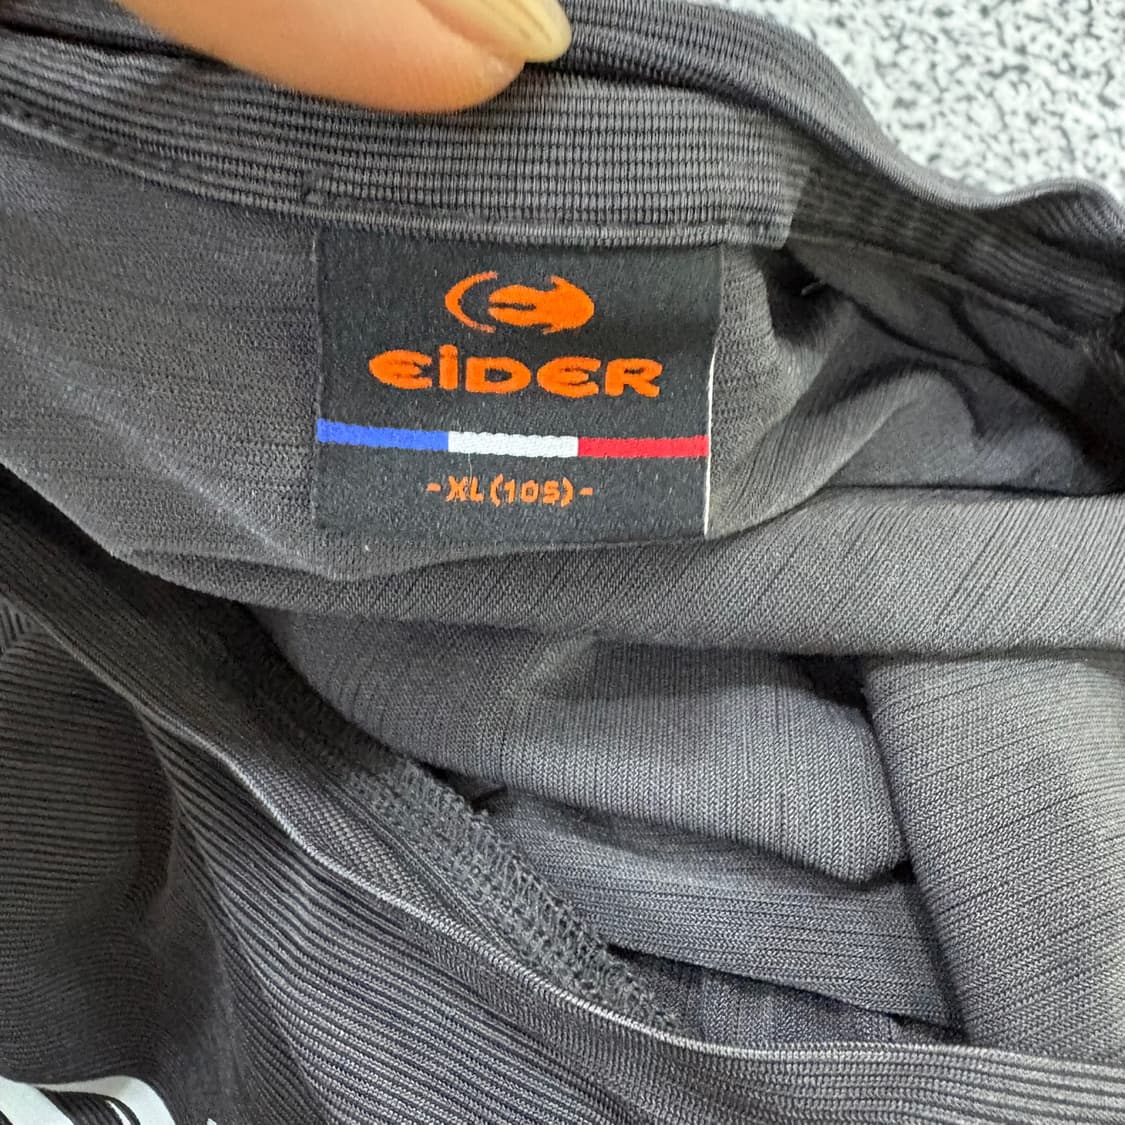 EiDER
-XL(105)-